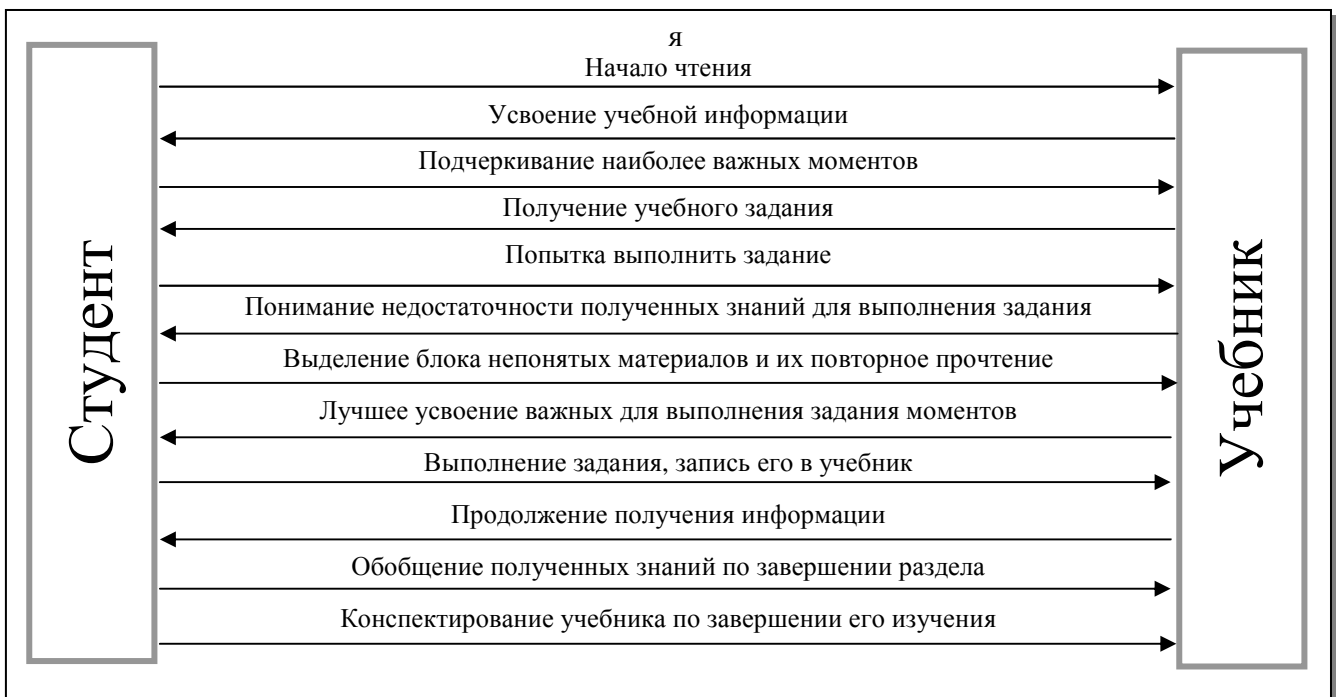 я
Начало чтения
Усвоение учебной информации
Подчеркивание наиболее важных моментов
Получение учебного задания
Попытка выполнить задание
Понимание недостаточности полученных знаний для выполнения задания
Выделение блока непонятых материалов и их повторное прочтение
Лучшее усвоение важных для выполнения задания моментов
Выполнение задания, запись его в учебник
Продолжение получения информации
Обобщение полученных знаний по завершении раздела
Конспектирование учебника по завершении его изучения
Студент
Учебник